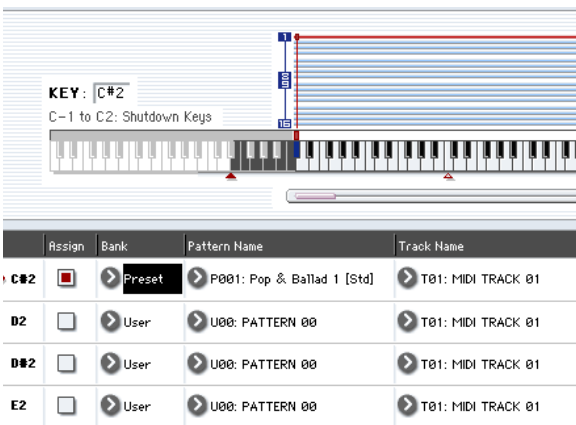 1
KEY: C#2
C-1 to C2: Shutdown Keys
16
Assign Bank Pattern Name Track Name
C#2 Preset P001: Pop & Ballad 1 [Std] T01: MIDI TRACK 01
D2 User U00: PATTERN 00 T01: MIDI TRACK 01
D#2 User U00: PATTERN 00 T01: MIDI TRACK 01
E2 User U00: PATTERN 00 T01: MIDI TRACK 01